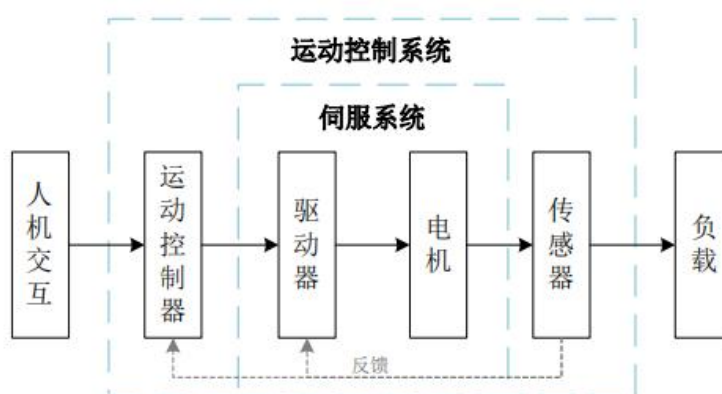 运动控制系统
伺服系统
人机交互
运动控制器
驱动器
电机
传感器
负载
反馈